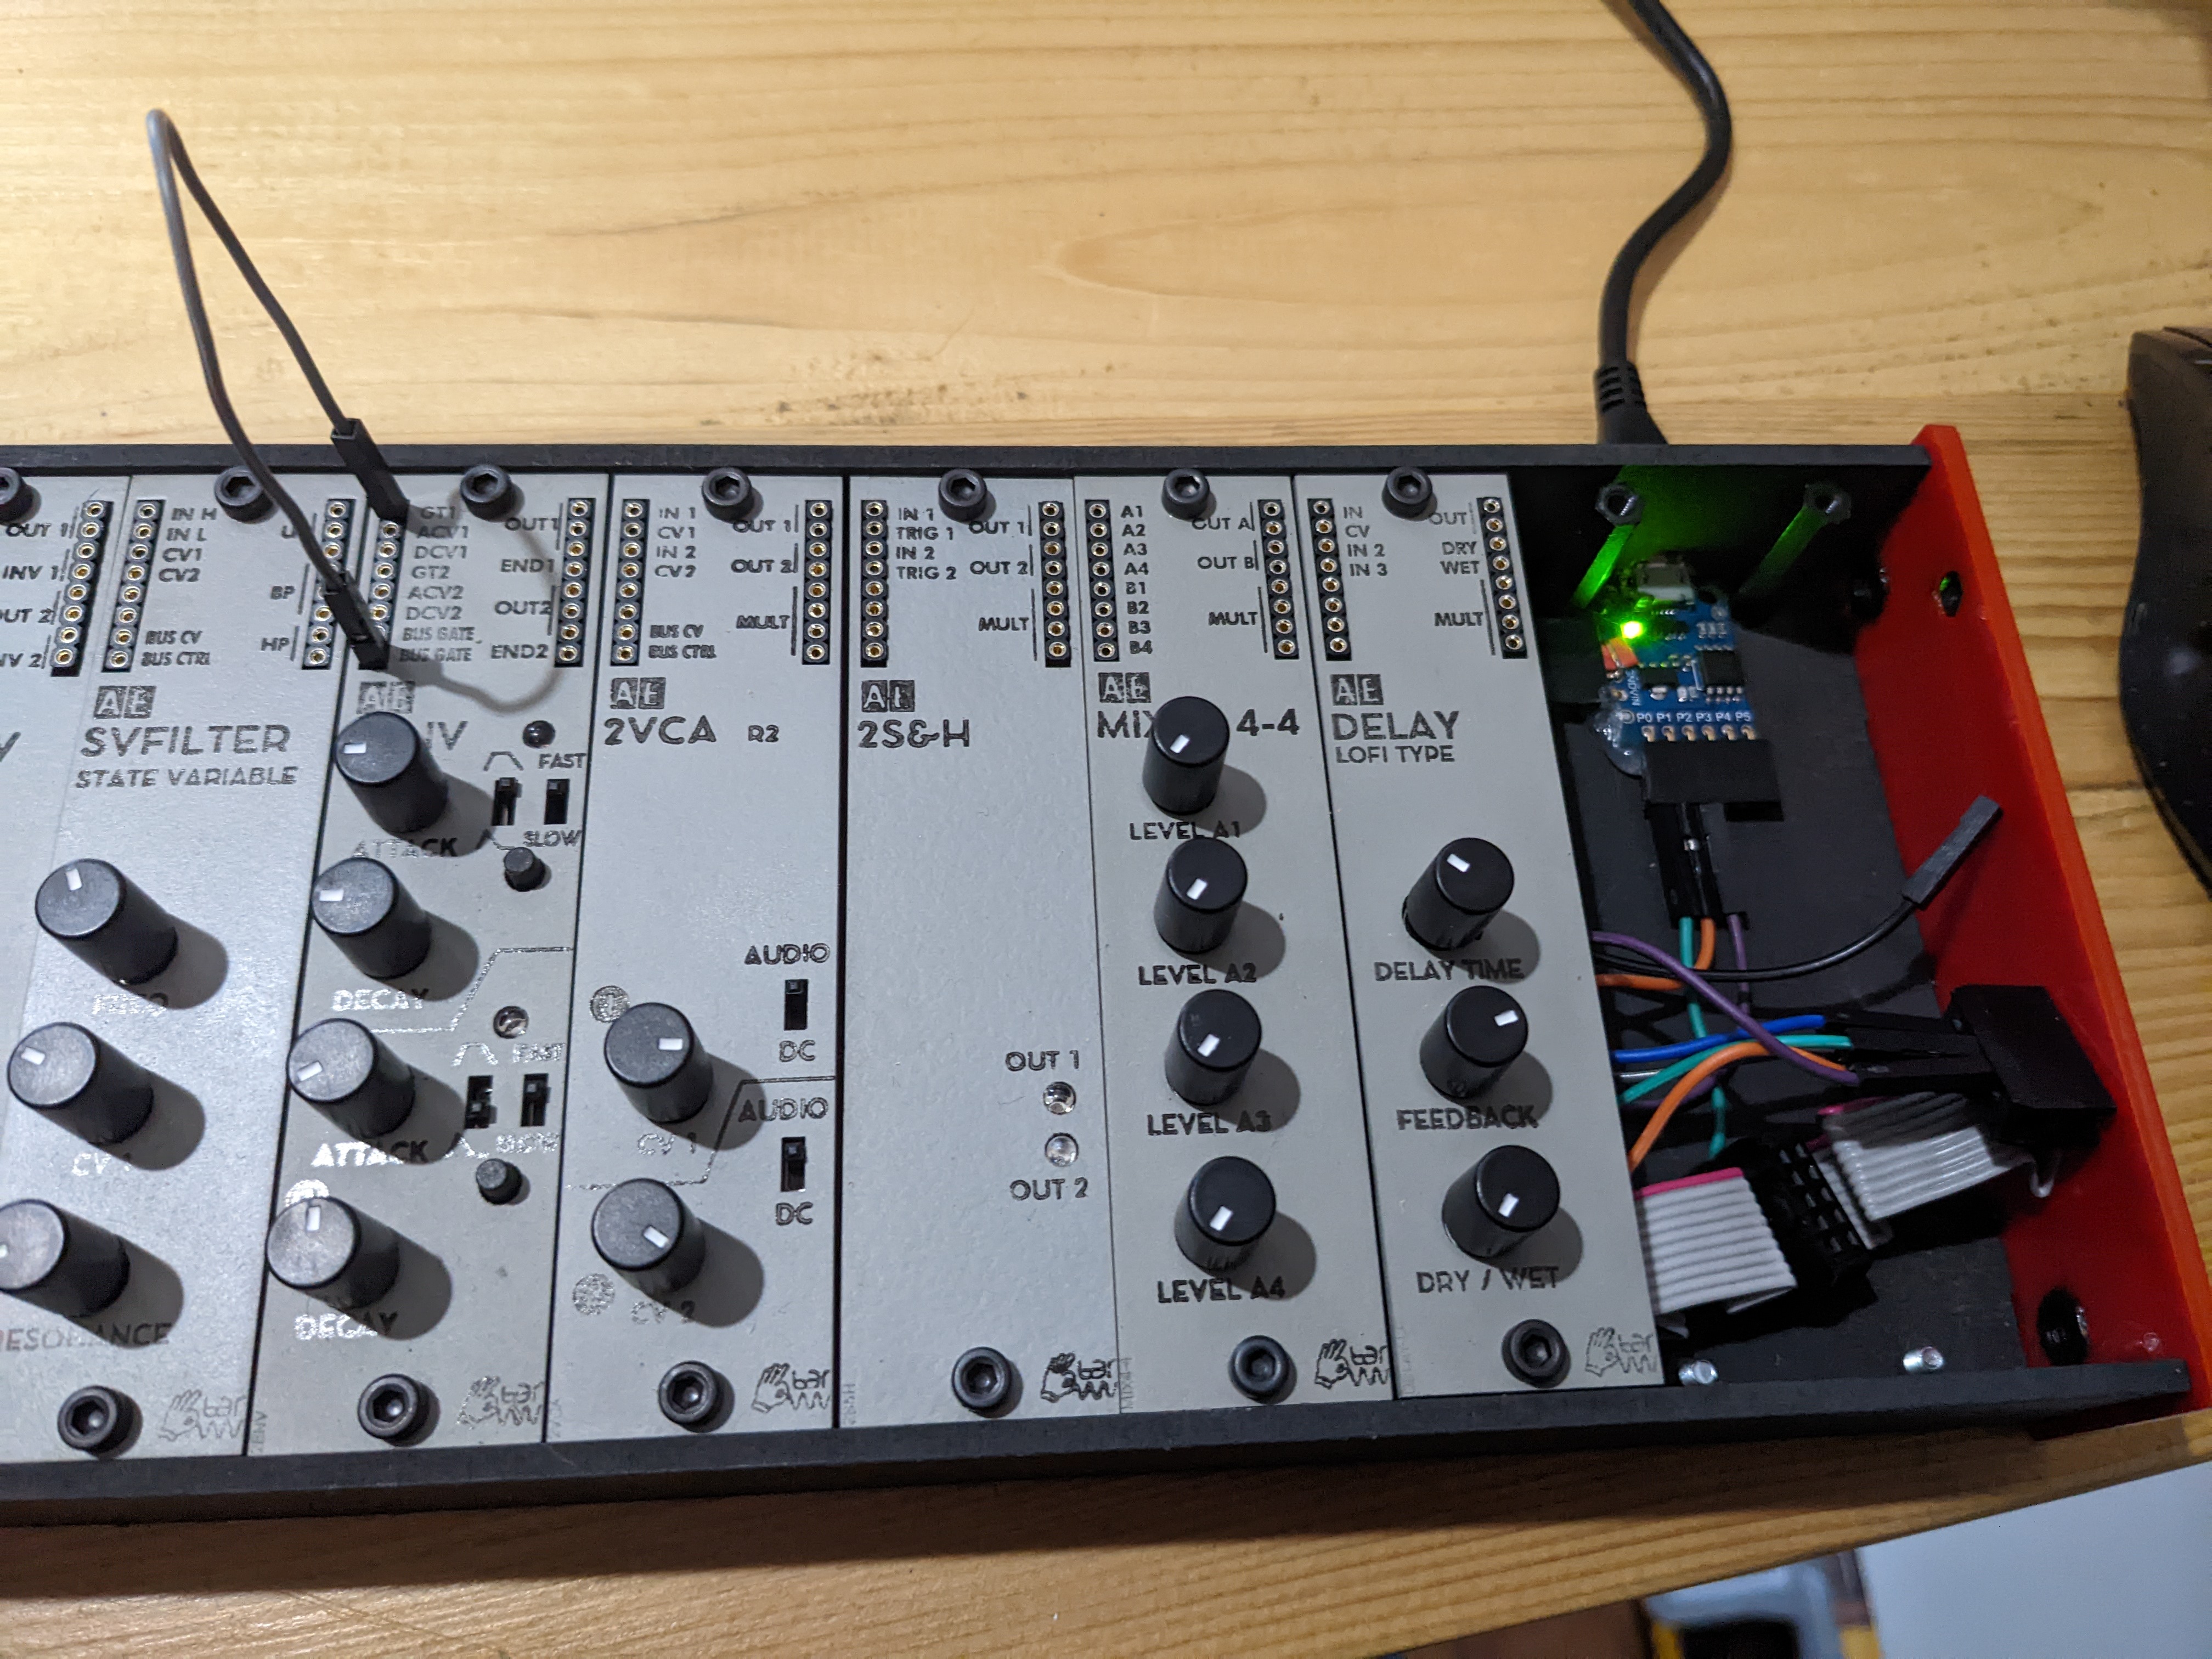 OUT 1
INV 1
OUT 2
INV 2
IN H
IN L
CV1
CV2
BP
HP
BUS CV
BUS CTRL
AE
SVFILTER
STATE VARIABLE
CV 1
RESONANCE
GT1
ACV1
DCV1
GT2
ACV2
DCV2
BUS GATE
BUS GATE
OUT1
END1
OUT2
END2
AE
FAST
SLOW
ATTACK
DECAY
FAST
ATTACK
DECAY
IN 1
CV1
IN 2
CV2
BUS CV
BUS CTRL
OUT 1
OUT 2
MULT
AE
2VCA R2
AUDIO
DC
CV 1
AUDIO
DC
CV 2
IN 1
TRIG 1
IN 2
TRIG 2
OUT 1
OUT 2
MULT
AE
2S&H
OUT 1
OUT 2
A1
A2
A3
A4
B1
B2
B3
B4
OUT A
OUT B
MULT
AE
4-4
LEVEL A1
LEVEL A2
LEVEL A3
LEVEL A4
IN
CV
IN 2
IN 3
OUT
DRY
WET
MULT
AE
DELAY
LOFI TYPE
DELAY TIME
FEEDBACK
DRY / WET
P0 P1 P2 P3 P4 P5